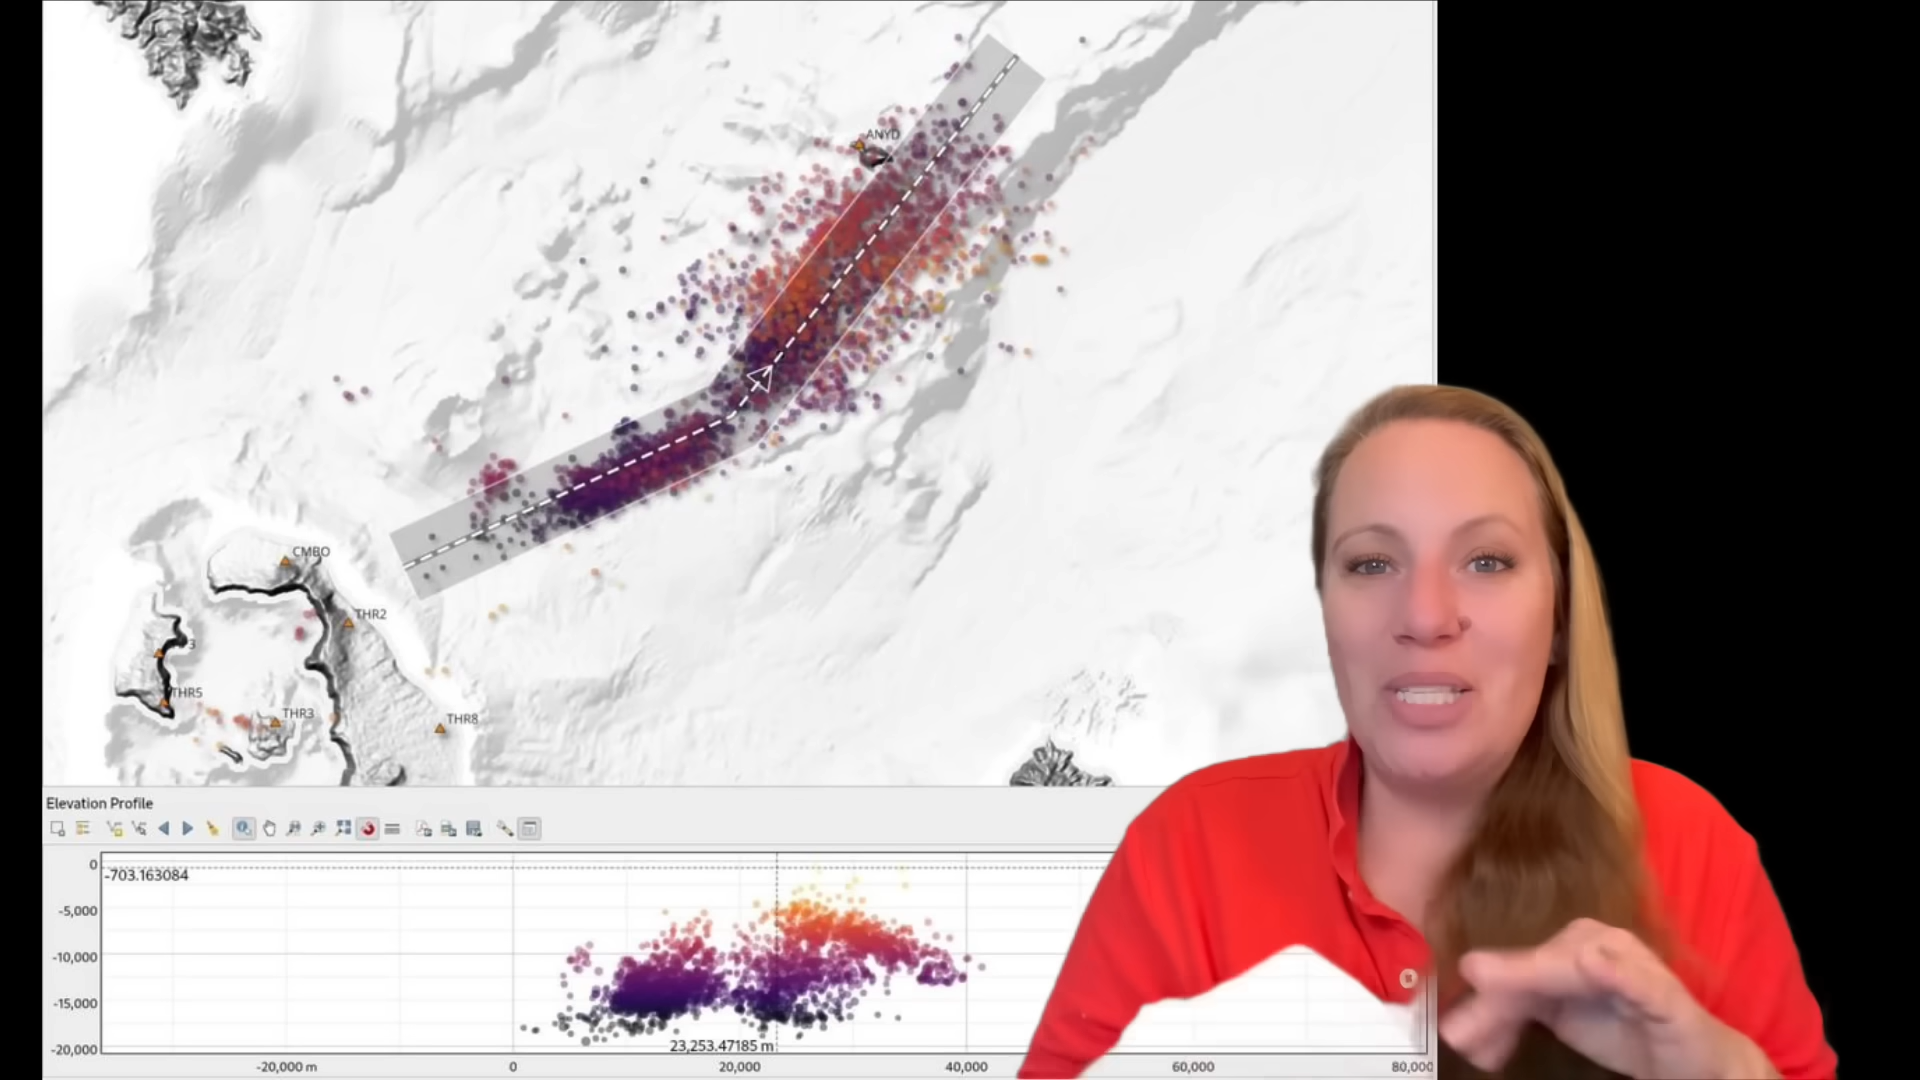 ANYD
CMBO
THR2
3
THR5
THR3
THR8
Elevation Profile
0
-703.163084
-5,000
-10,000
-15,000
-20,000
23,253.47185 m
-20,000 m
0
20,000
40,000
60,000
80,000